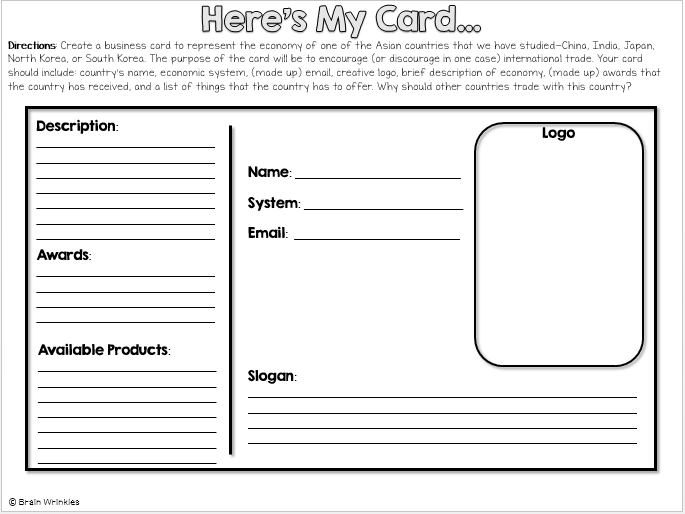 Here's My Card...
Directions: Create a business card to represent the economy of one of the Asian countries that we have studied–China, India, Japan,
North Korea, or South Korea. The purpose of the card will be to encourage (or discourage in one case) international trade. Your card
should include: country's name, economic system, (made up) email, creative logo, brief description of economy, (made up) awards that
the country has received, and a list of things that the country has to offer. Why should other countries trade with this country?
Description:
Awards:
Available Products:
Name:
System:
Email:
Slogan:
Logo
© Brain Wrinkles